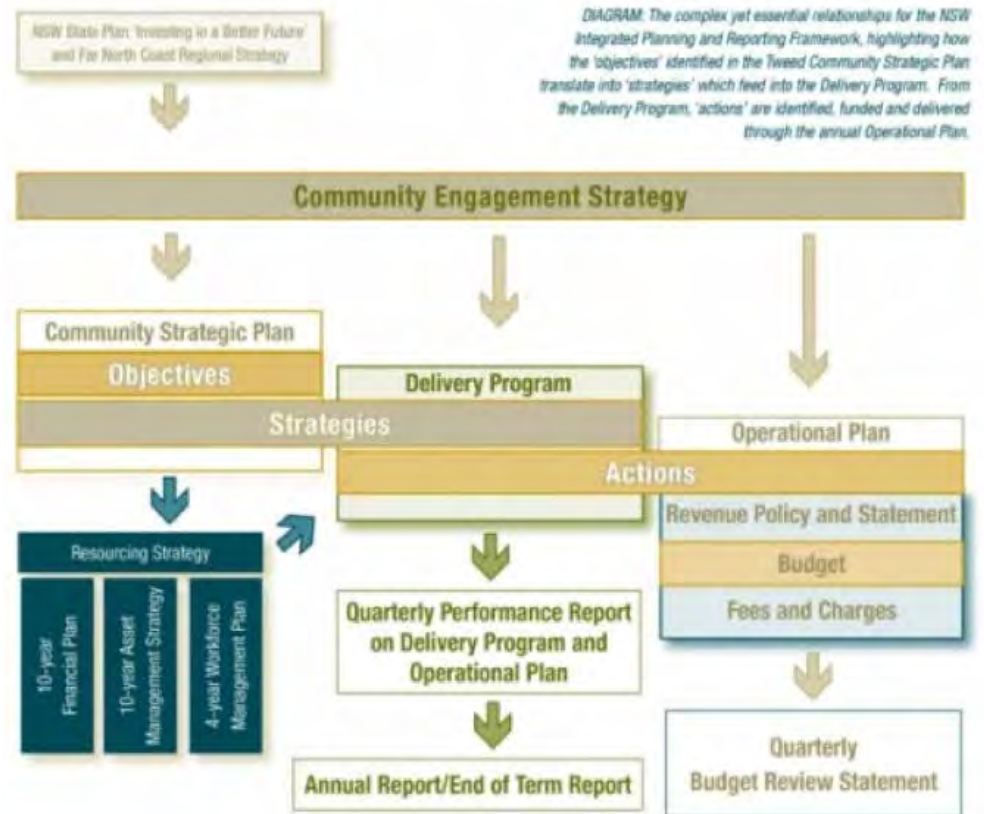 NSW State Plan: Investing in a Better Future
and Far North Coast Regional Strategy
DIAGRAM: The complex yet essential relationships for the NSW
Integrated Planning and Reporting Framework, highlighting how
the 'objectives' identified in the Tweed Community Strategic Plan
translate into 'strategies' which feed into the Delivery Program. From
the Delivery Program, 'actions' are identified, funded and delivered
through the annual Operational Plan.
Community Engagement Strategy
Community Strategic Plan
Objectives
Delivery Program
Strategies
Operational Plan
Actions
Revenue Policy and Statement
Budget
Fees and Charges
Resourcing Strategy
10-year
Financial Plan
10-year Asset
Management Strategy
4-year Workforce
Management Plan
Quarterly Performance Report
on Delivery Program and
Operational Plan
Annual Report/End of Term Report
Quarterly
Budget Review Statement